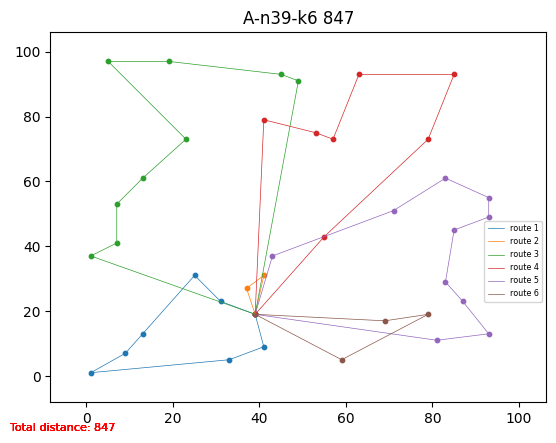 A-n39-k6 847
100
80
60
40
20
0
0 20 40 60 80 100
route 1
route 2
route 3
route 4
route 5
route 6
Total distance: 847